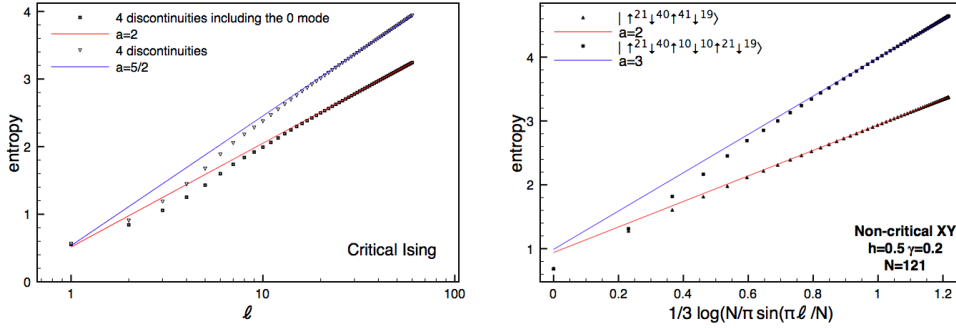 4 discontinuities including the 0 mode
a=2
4 discontinuities
a=5/2
entropy
4
3
2
1
0
1
10
100
ℓ
Critical Ising
| ↑²¹↓⁴⁰↑⁴¹↓¹⁹⟩
a=2
| ↑²¹↓⁴⁰↑¹⁰↓¹⁰↑²¹↓¹⁹⟩
a=3
entropy
4
3
2
1
0
0.2
0.4
0.6
0.8
1
1.2
1/3 log(N/π sin(π ℓ /N)
Non-critical XY
h=0.5 γ=0.2
N=121